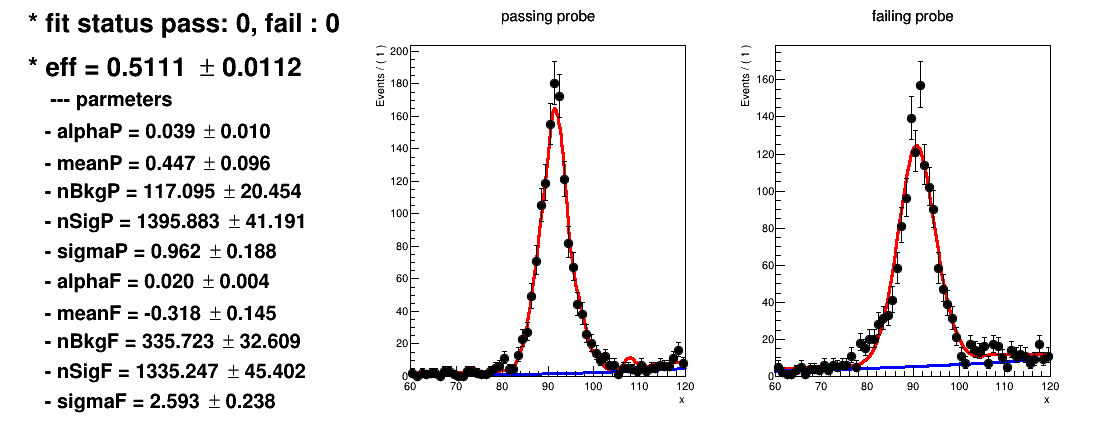 * fit status pass: 0, fail : 0
* eff = 0.5111 ± 0.0112
--- parmeters
- alphaP = 0.039 ± 0.010
- meanP = 0.447 ± 0.096
- nBkgP = 117.095 ± 20.454
- nSigP = 1395.883 ± 41.191
- sigmaP = 0.962 ± 0.188
- alphaF = 0.020 ± 0.004
- meanF = -0.318 ± 0.145
- nBkgF = 335.723 ± 32.609
- nSigF = 1335.247 ± 45.402
- sigmaF = 2.593 ± 0.238
passing probe
Events / ( 1 )
200
180
160
140
120
100
80
60
40
20
0
60 70 80 90 100 110 120
x
failing probe
Events / ( 1 )
160
140
120
100
80
60
40
20
0
60 70 80 90 100 110 120
x